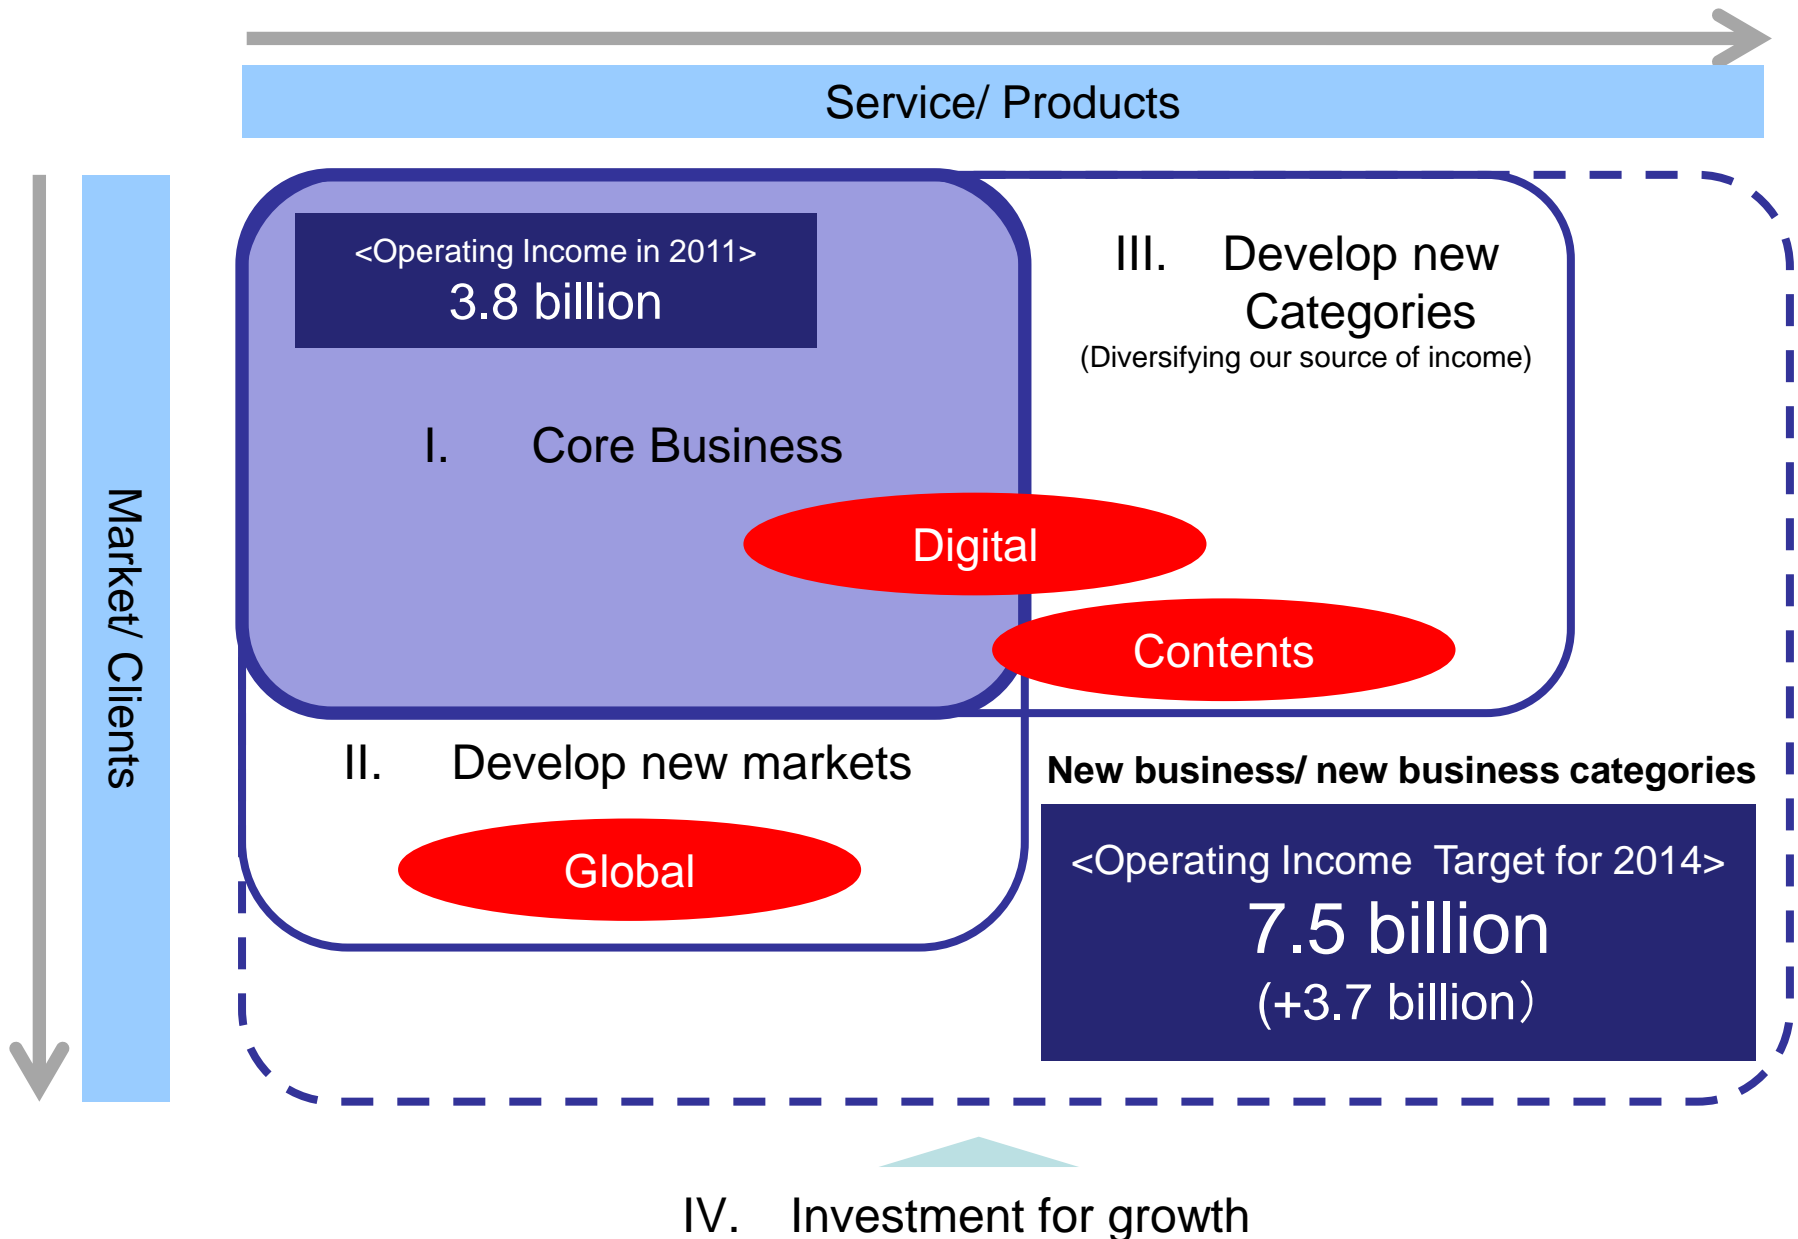 Service/ Products
Market/ Clients
<Operating Income in 2011>
3.8 billion
I. Core Business
III. Develop new
Categories
(Diversifying our source of income)
Digital
Contents
II. Develop new markets
Global
New business/ new business categories
<Operating Income Target for 2014>
7.5 billion
(+3.7 billion）
IV. Investment for growth